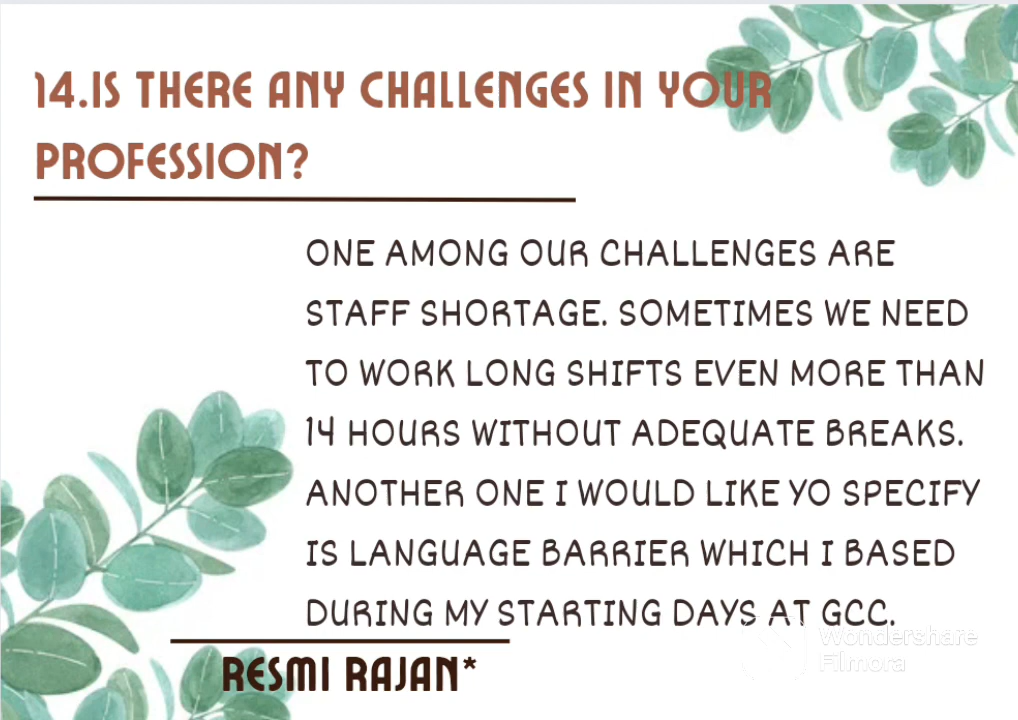 14.IS THERE ANY CHALLENGES IN YOUR
PROFESSION?
ONE AMONG OUR CHALLENGES ARE
STAFF SHORTAGE. SOMETIMES WE NEED
TO WORK LONG SHIFTS EVEN MORE THAN
14 HOURS WITHOUT ADEQUATE BREAKS.
ANOTHER ONE I WOULD LIKE YO SPECIFY
IS LANGUAGE BARRIER WHICH I BASED
DURING MY STARTING DAYS AT GCC.
Wondershare
Filmora
RESMI RAJAN*